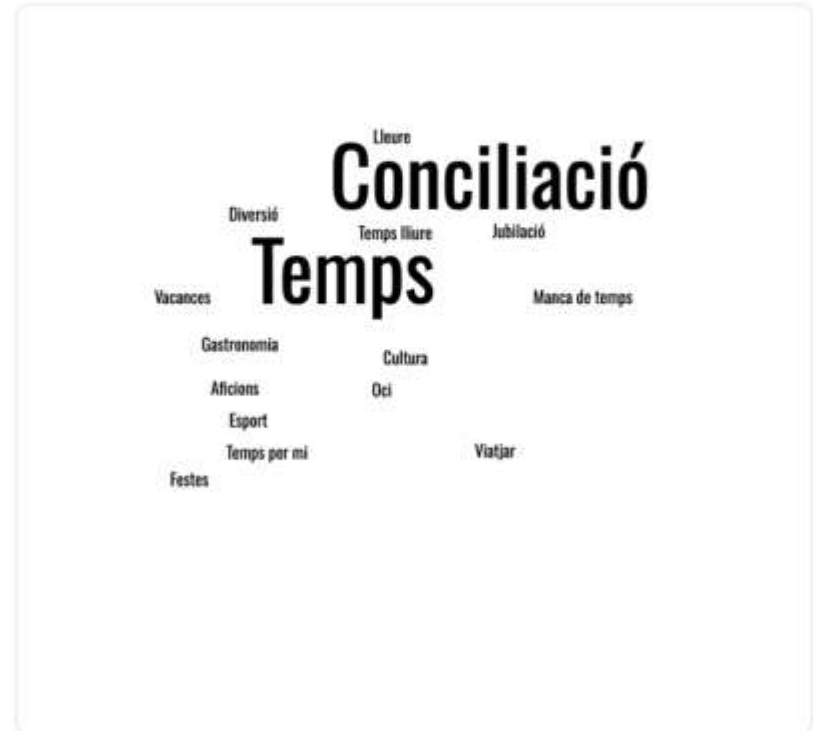 Lleure
Conciliació
Diversió
Temps lliure
Jubilació
Temps
Vacances
Manca de temps
Gastronomia
Cultura
Aficions
Oci
Esport
Temps per mi
Viatjar
Festes